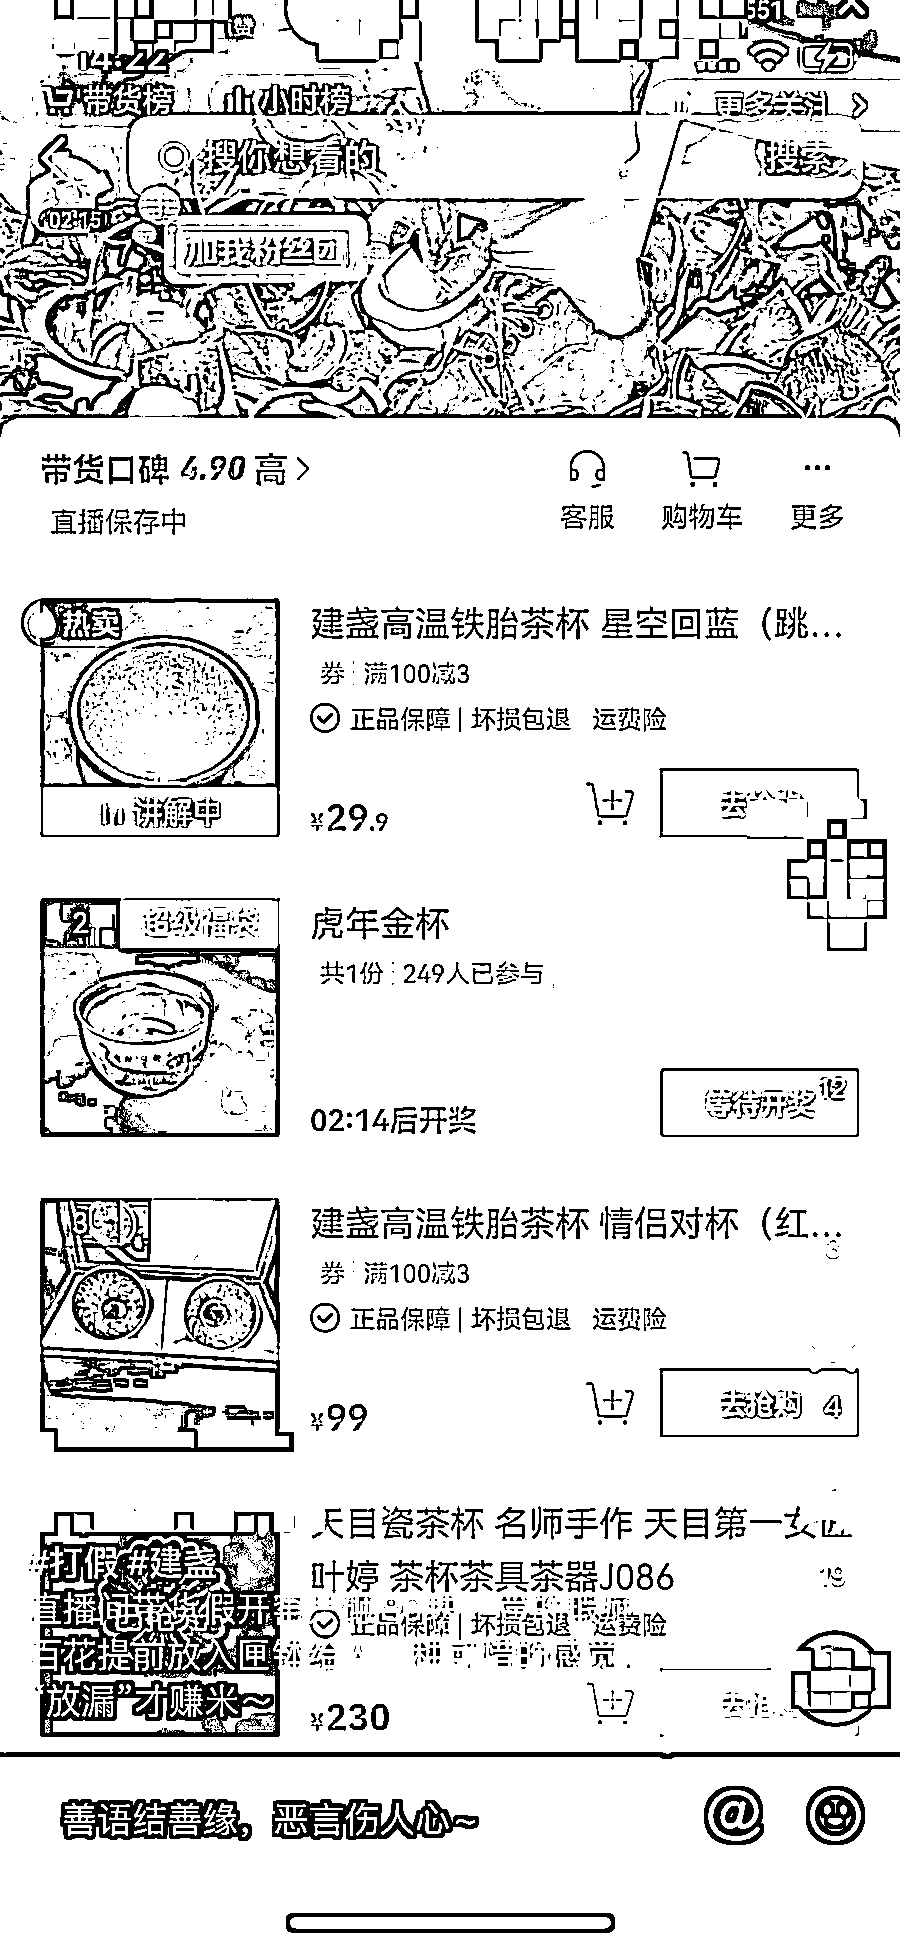 14:22
带货榜 小时榜 更多关注
搜你想看的 搜索
02:15
加我粉丝团
带货口碑 4.90 高
直播保存中
客服 购物车 更多
热卖
建盏高温铁胎茶杯 星空回蓝（跳...
券 满100减3
正品保障 | 坏损包退 运费险
讲解中
¥29.9
2 超级福袋
虎年金杯
共1份 249人已参与
02:14后开奖
等待开奖
12
3
建盏高温铁胎茶杯 情侣对杯（红...
券 满100减3
正品保障 | 坏损包退 运费险
¥99
去抢购 4
天目瓷茶杯 名师手作 天目第一女匠
叶婷 茶杯茶具茶器J086
正品保障 | 坏损包退 运费险
¥230
#打假 #建盏
直播间带货假开
百花提前放入匣钵
感觉
“放漏”才赚米～
善语结善缘，恶言伤人心～